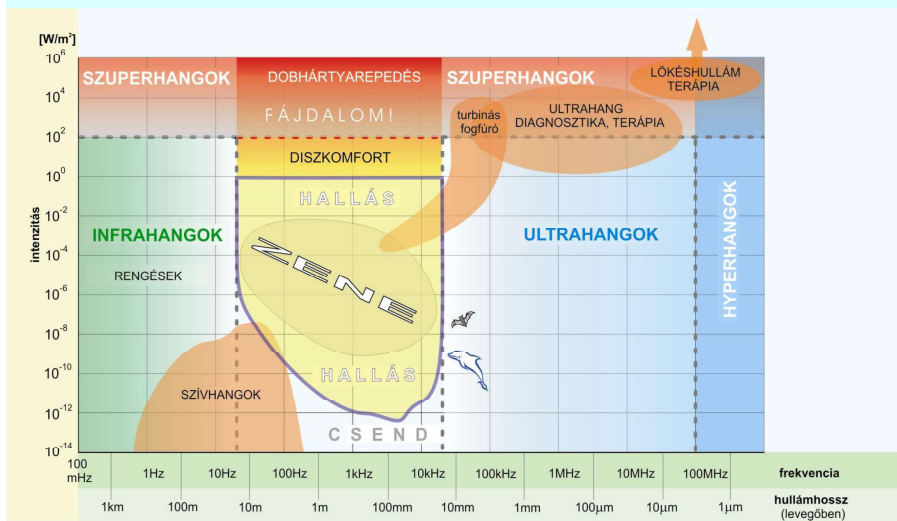 [W/m²]
10⁶
10⁴
10²
10⁰
10⁻²
10⁻⁴
10⁻⁶
10⁻⁸
10⁻¹⁰
10⁻¹²
10⁻¹⁴
intenzitás
SZUPERHANGOK
DOBHÁRTYAREPEDÉS
FÁJDALOM!
SZUPERHANGOK
LÖKÉSHULLÁM
TERÁPIA
turbinás
fogfúró
ULTRAHANG
DIAGNOSZTIKA, TERÁPIA
DISZKOMFORT
HALLÁS
INFRAHANGOK
RENGÉSEK
ZENE
ULTRAHANGOK
HYPERHANGOK
HALLÁS
SZÍVHANGOK
CSEND
100 mHz 1Hz 10Hz 100Hz 1kHz 10kHz 100kHz 1MHz 10MHz 100MHz frekvencia
1km 100m 10m 1m 100mm 10mm 1mm 100µm 10µm 1µm hullámhossz
(levegőben)